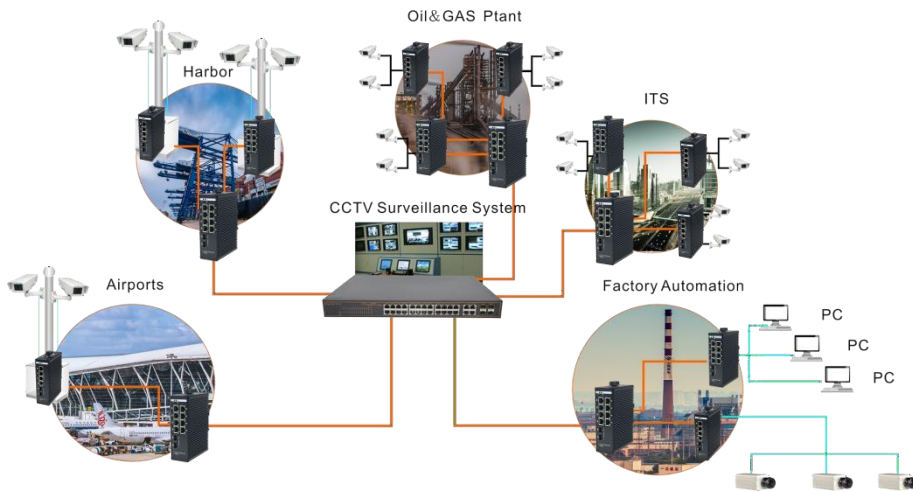 Oil&GAS Ptant
Harbor
ITS
CCTV Surveillance System
Airports
Factory Automation
PC
PC
PC